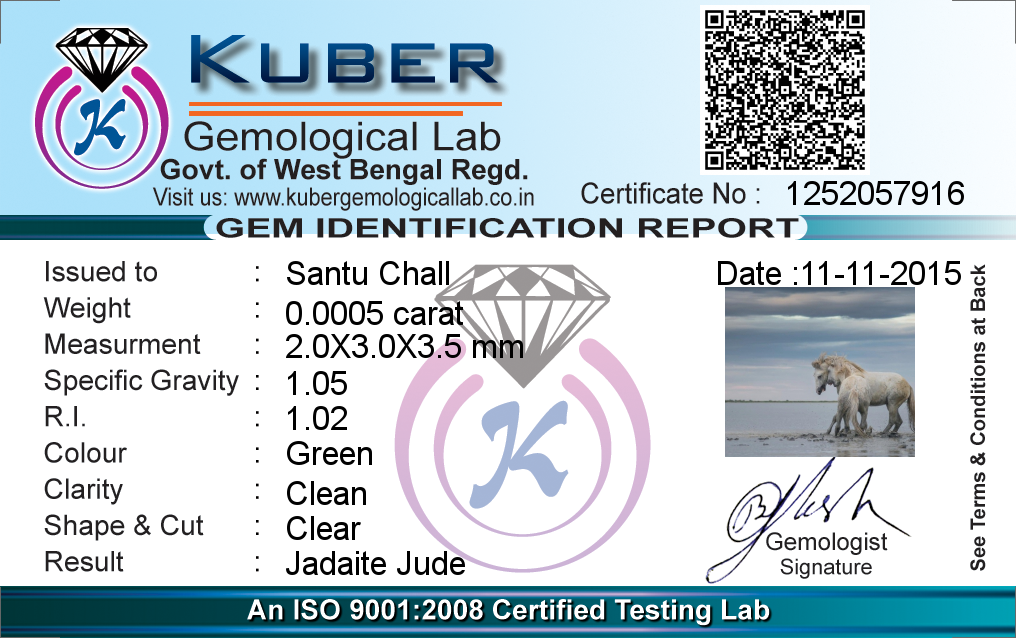 KUBER
Gemological Lab
Govt. of West Bengal Regd.
Visit us: www.kubergemologicallab.co.in
Certificate No : 1252057916
GEM IDENTIFICATION REPORT
Issued to : Santu Chall
Date :11-11-2015
Weight : 0.0005 carat
Measurment : 2.0X3.0X3.5 mm
Specific Gravity : 1.05
R.I. : 1.02
Colour : Green
Clarity : Clean
Shape & Cut : Clear
Result : Jadaite Jude
Gemologist
Signature
See Terms & Conditions at Back
An ISO 9001:2008 Certified Testing Lab
K
K